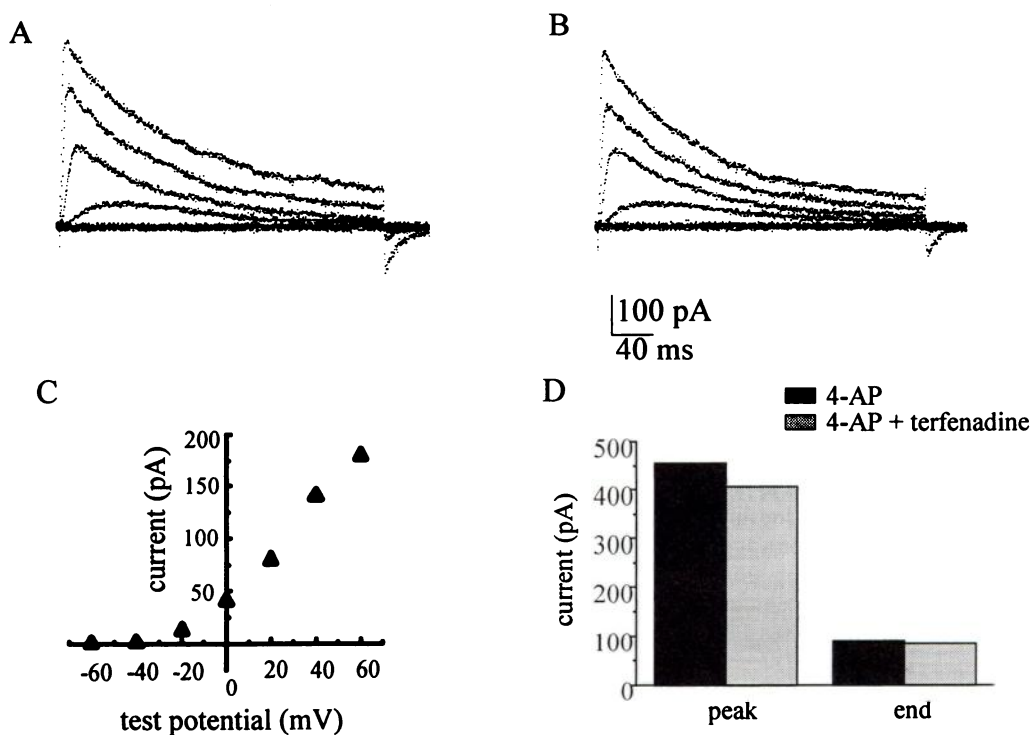 A
B
100 pA
40 ms
C
current (pA)
200
150
100
50
-60 -40 -20 0 20 40 60
test potential (mV)
D
4-AP
4-AP + terfenadine
current (pA)
500
400
300
200
100
0
peak end